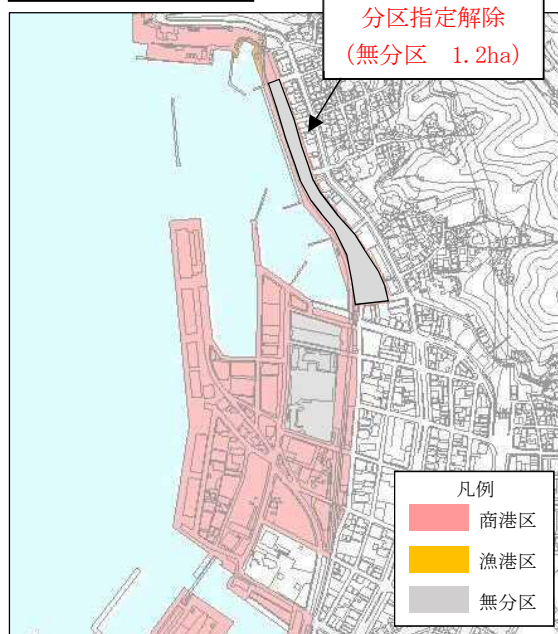 分区指定解除
(無分区 1.2ha)
凡例
商港区
漁港区
無分区